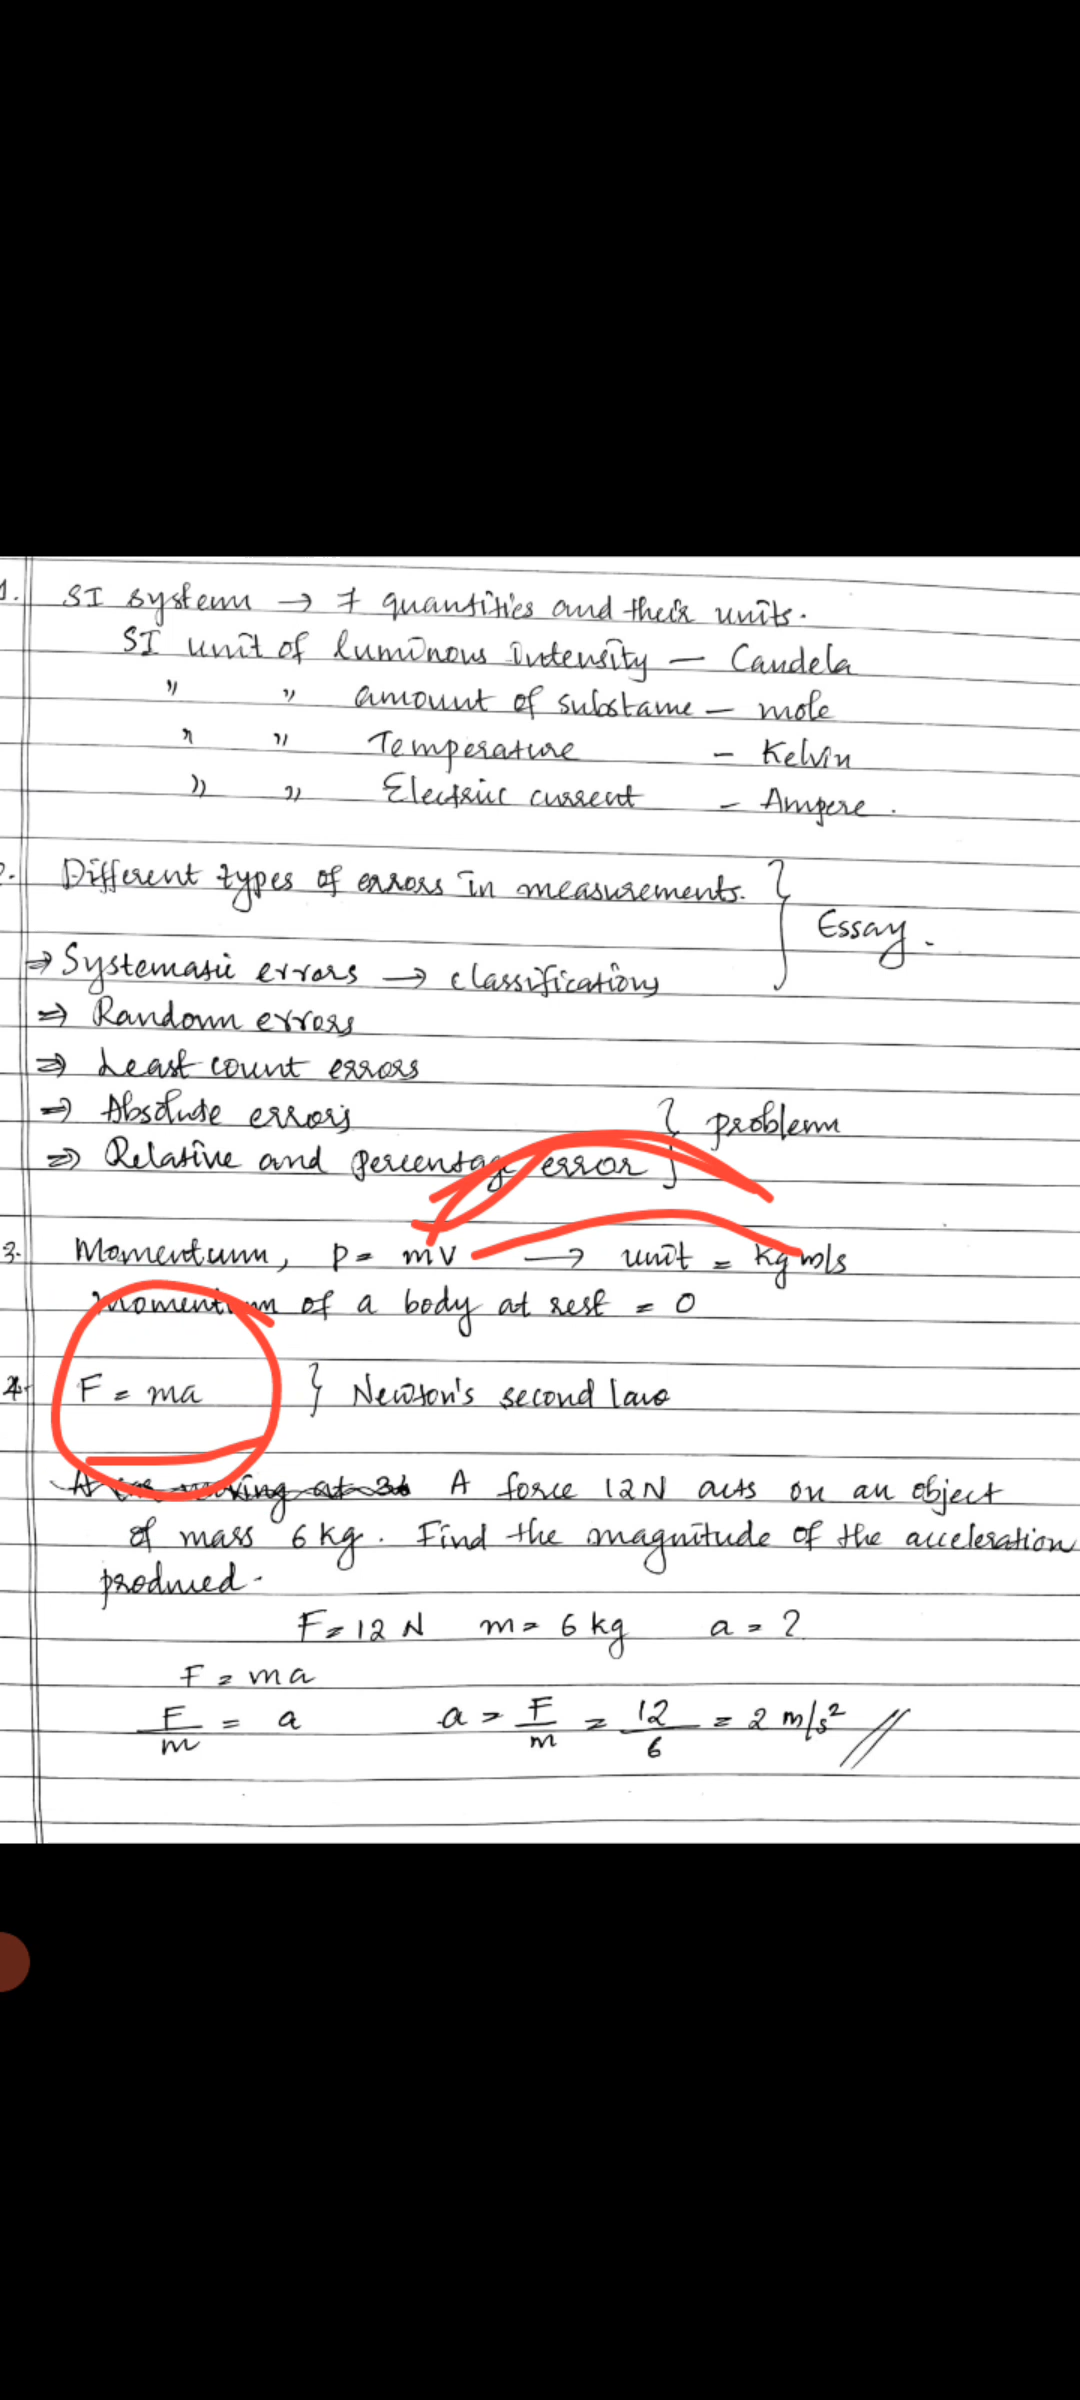 1. SI system → 7 quantities and their units.
SI unit of luminous Intensity — Candela
" " amount of substance — mole
" " Temperature — Kelvin
" " Electric current — Ampere.
2. Different types of errors in measurements. } Essay.
⇒ Systematic errors → classifications
⇒ Random errors
⇒ Least count errors
⇒ Absolute errors } problem
⇒ Relative and percentage error
3. Momentum, p = mv → unit = kg m/s
Momentum of a body at rest = 0
4. F = ma } Newton's second law
A force 12N acts on an object
of mass 6 kg. Find the magnitude of the acceleration
produced.
F = 12 N m = 6 kg a = ?
F = ma
F/m = a a = F/m = 12/6 = 2 m/s² //